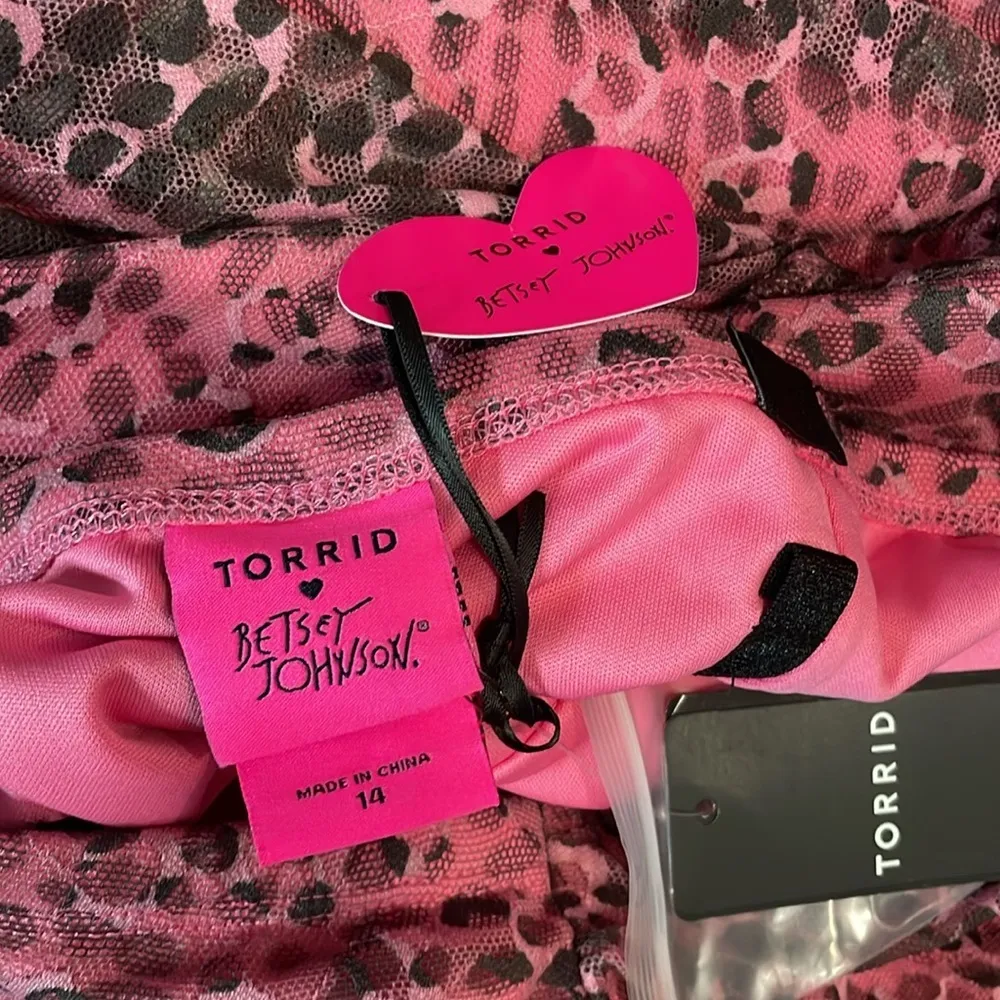 TORRID
♥
BETSEY JOHNSON®
TORRID
♥
BETSEY
JOHNSON.®
MADE IN CHINA
14
TORRID